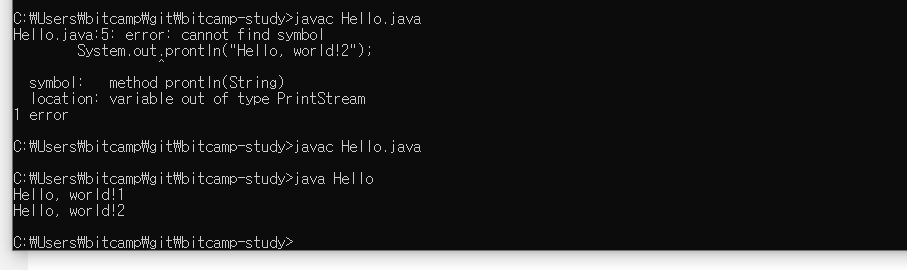 C:₩Users₩bitcamp₩git₩bitcamp-study>javac Hello.java
Hello.java:5: error: cannot find symbol
        System.out.prontln("Hello, world!2");
                  ^
  symbol:   method prontln(String)
  location: variable out of type PrintStream
1 error
C:₩Users₩bitcamp₩git₩bitcamp-study>javac Hello.java
C:₩Users₩bitcamp₩git₩bitcamp-study>java Hello
Hello, world!1
Hello, world!2
C:₩Users₩bitcamp₩git₩bitcamp-study>